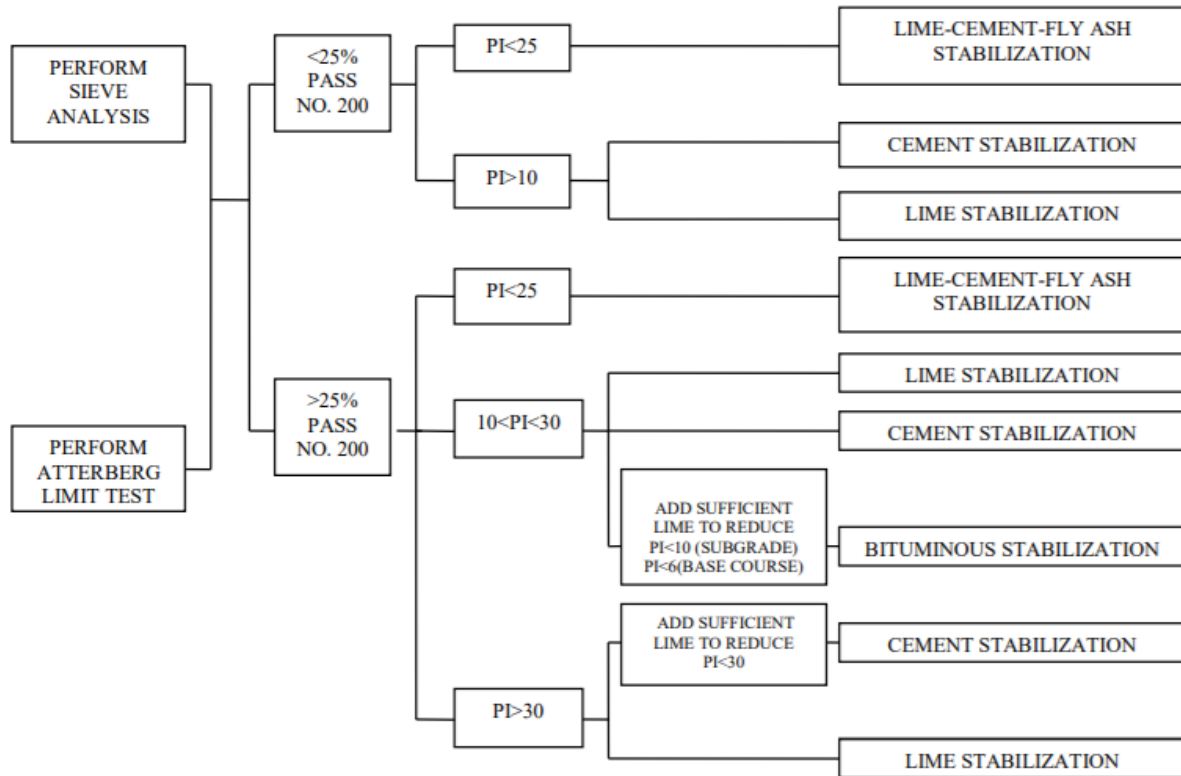 PERFORM
SIEVE
ANALYSIS
PERFORM
ATTERBERG
LIMIT TEST
<25%
PASS
NO. 200
>25%
PASS
NO. 200
PI<25
PI>10
PI<25
10<PI<30
PI>30
ADD SUFFICIENT
LIME TO REDUCE
PI<10 (SUBGRADE)
PI<6(BASE COURSE)
ADD SUFFICIENT
LIME TO REDUCE
PI<30
LIME-CEMENT-FLY ASH
STABILIZATION
CEMENT STABILIZATION
LIME STABILIZATION
LIME-CEMENT-FLY ASH
STABILIZATION
LIME STABILIZATION
CEMENT STABILIZATION
BITUMINOUS STABILIZATION
CEMENT STABILIZATION
LIME STABILIZATION